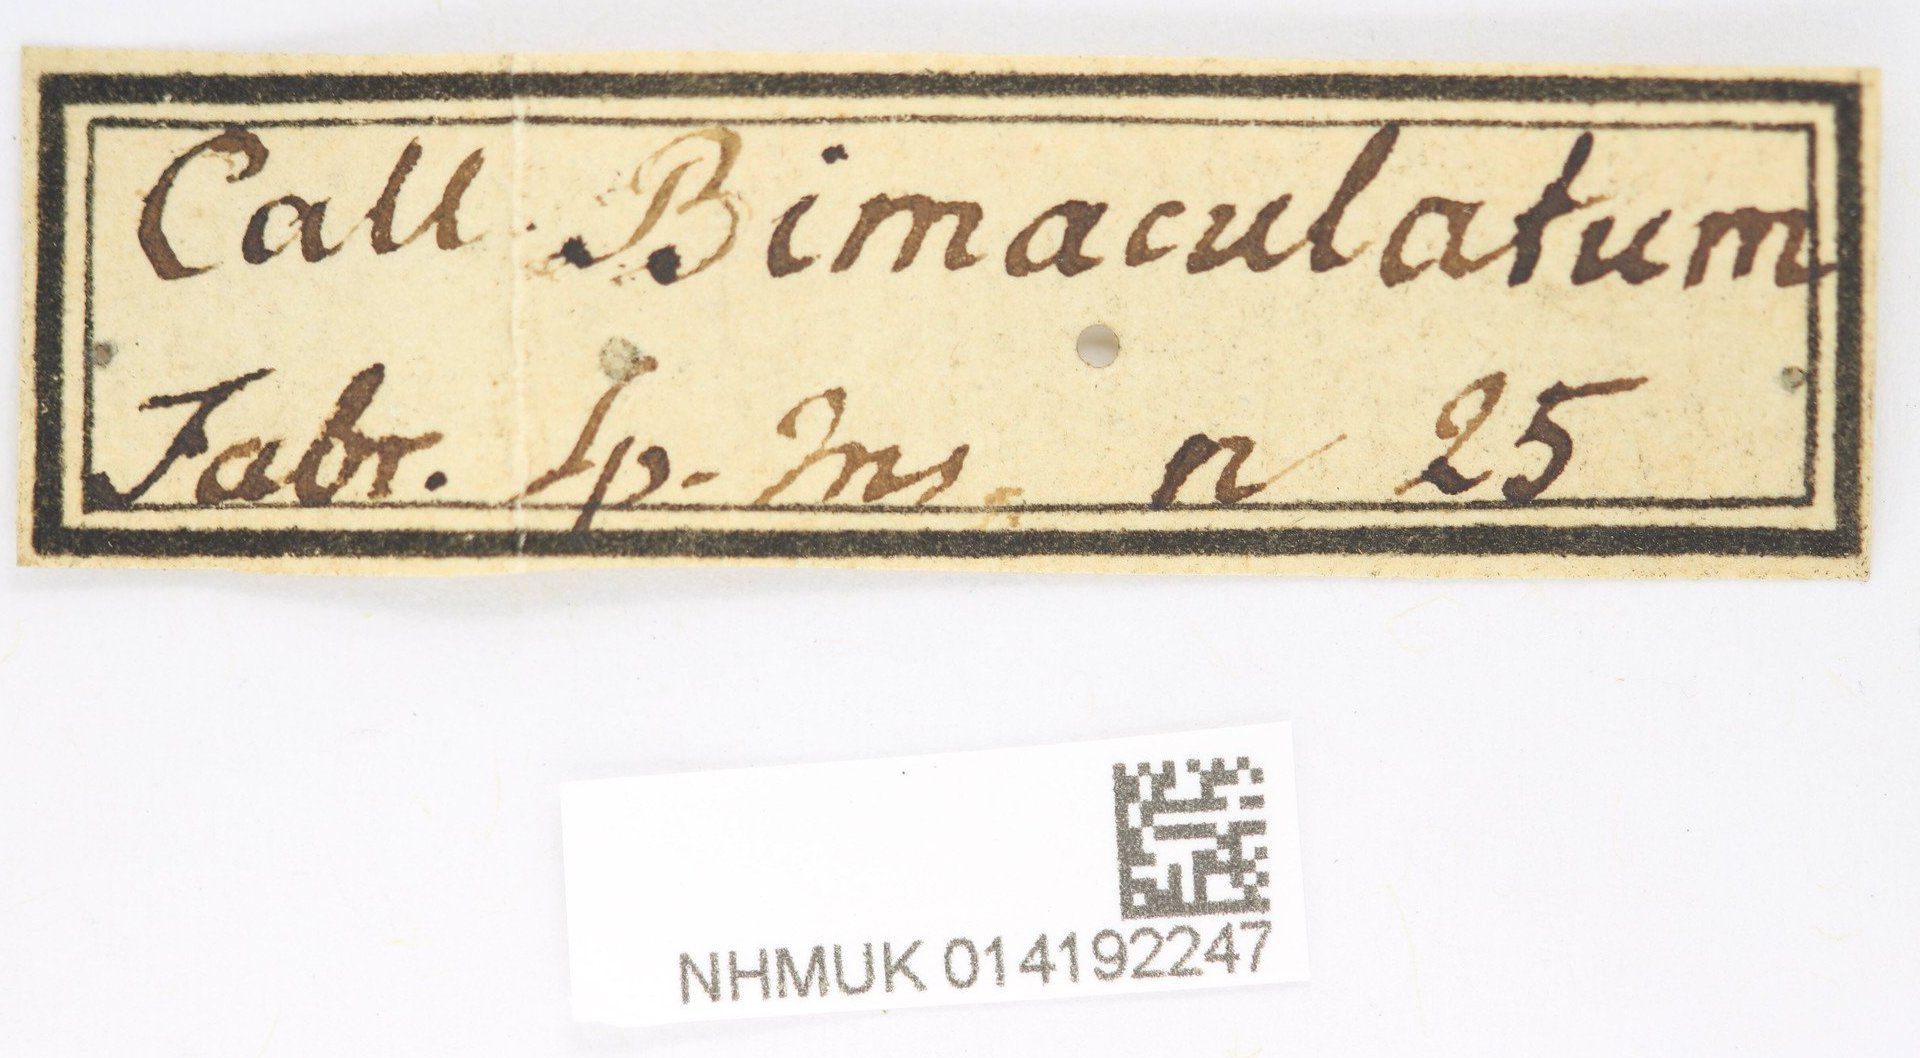 Call. Bimaculatum
Fabr. Sp. Ins. n 25
NHMUK 014192247